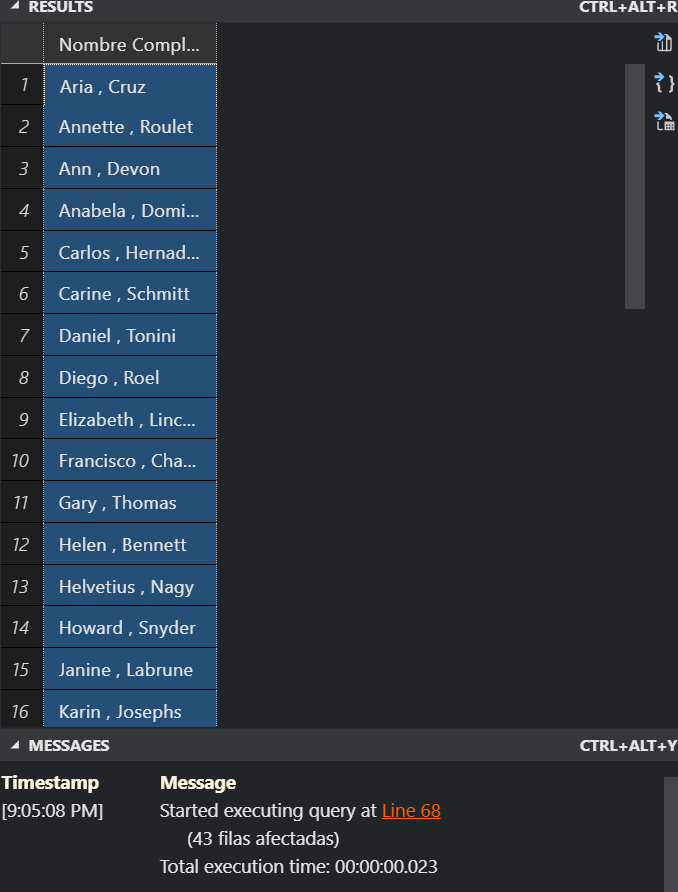 RESULTS CTRL+ALT+R
Nombre Compl...
1 Aria , Cruz
2 Annette , Roulet
3 Ann , Devon
4 Anabela , Domi...
5 Carlos , Hernad...
6 Carine , Schmitt
7 Daniel , Tonini
8 Diego , Roel
9 Elizabeth , Linc...
10 Francisco , Cha...
11 Gary , Thomas
12 Helen , Bennett
13 Helvetius , Nagy
14 Howard , Snyder
15 Janine , Labrune
16 Karin , Josephs
MESSAGES CTRL+ALT+Y
Timestamp Message
[9:05:08 PM] Started executing query at Line 68
(43 filas afectadas)
Total execution time: 00:00:00.023